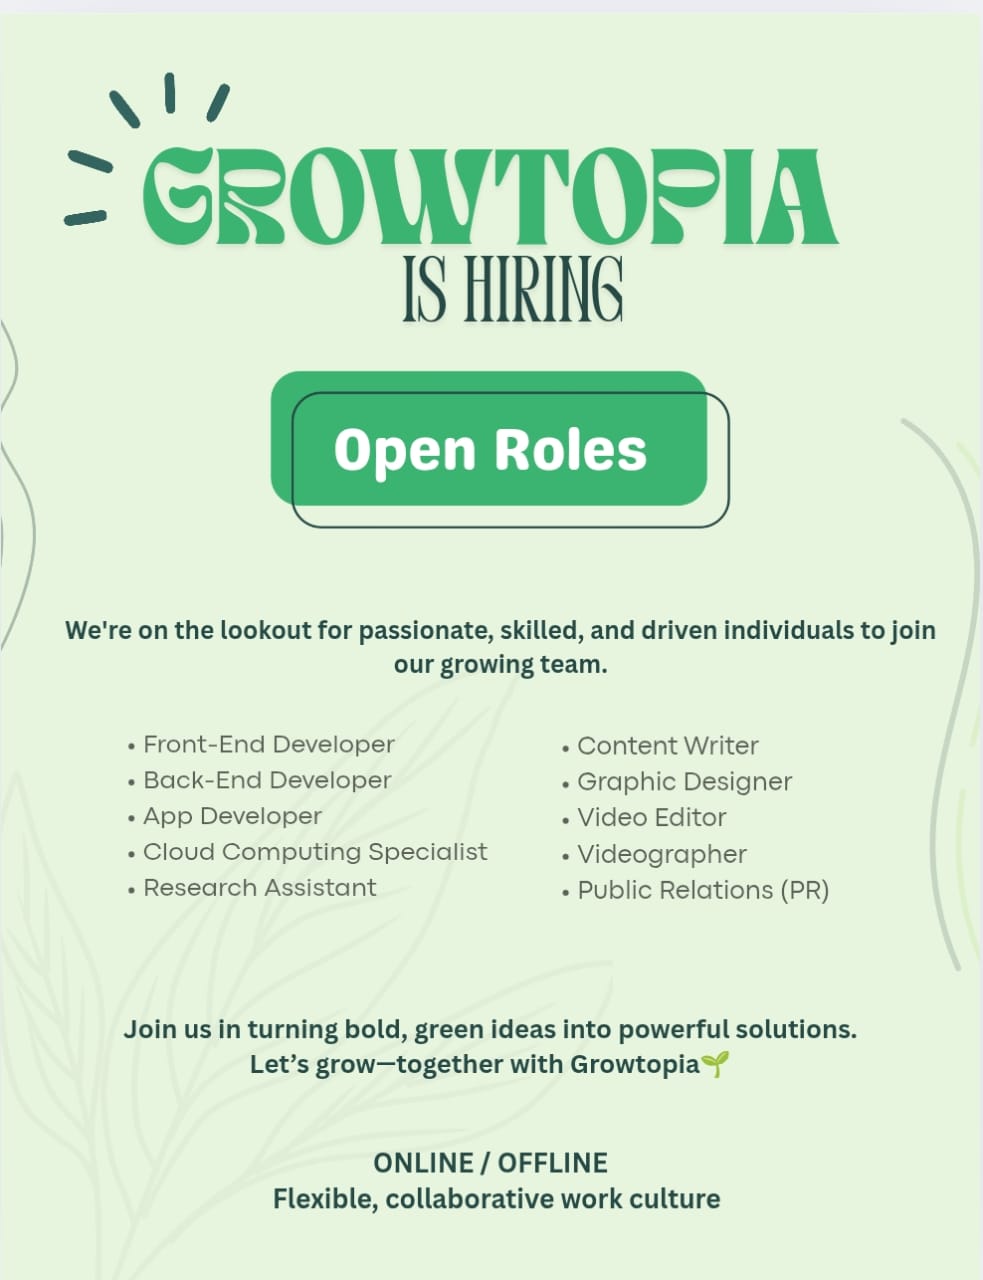 GROWTOPIA
IS HIRING
Open Roles
We're on the lookout for passionate, skilled, and driven individuals to join
our growing team.
• Front-End Developer
• Back-End Developer
• App Developer
• Cloud Computing Specialist
• Research Assistant
• Content Writer
• Graphic Designer
• Video Editor
• Videographer
• Public Relations (PR)
Join us in turning bold, green ideas into powerful solutions.
Let’s grow—together with Growtopia🌱
ONLINE / OFFLINE
Flexible, collaborative work culture